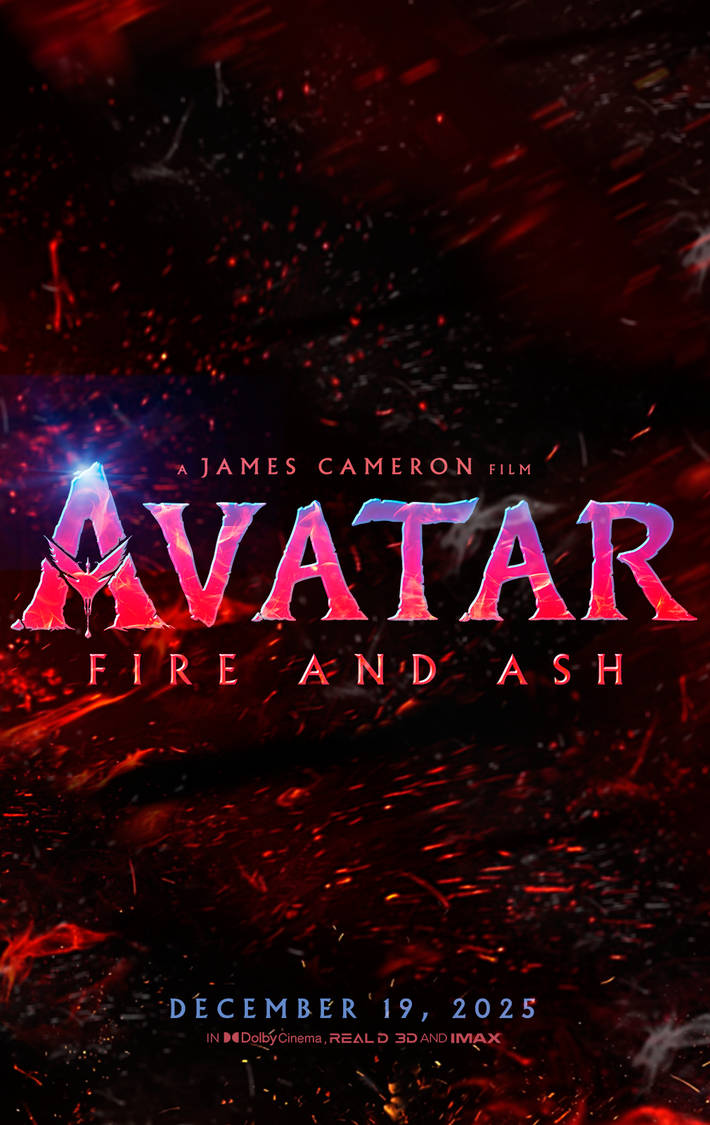 A JAMES CAMERON FILM
AVATAR
FIRE AND ASH
DECEMBER 19, 2025
IN Dolby Cinema, REAL D 3D AND IMAX